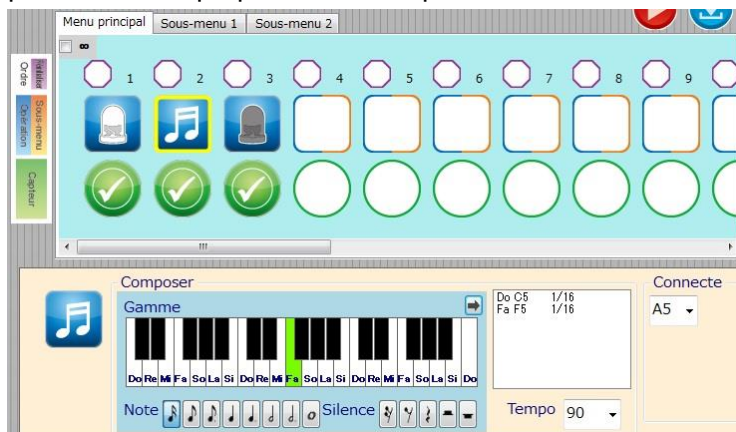 Menu principal Sous-menu 1 Sous-menu 2
∞
1 2 3 4 5 6 7 8 9
Ordre
Sous-menu
Opération
Capteur
Composer
Connecte
Gamme
Do C5 1/16
Fa F5 1/16
A5
Do Re Mi Fa So La Si Do Re Mi Fa So La Si Do Re Mi Fa So La Si Do
Note Silence
Tempo 90